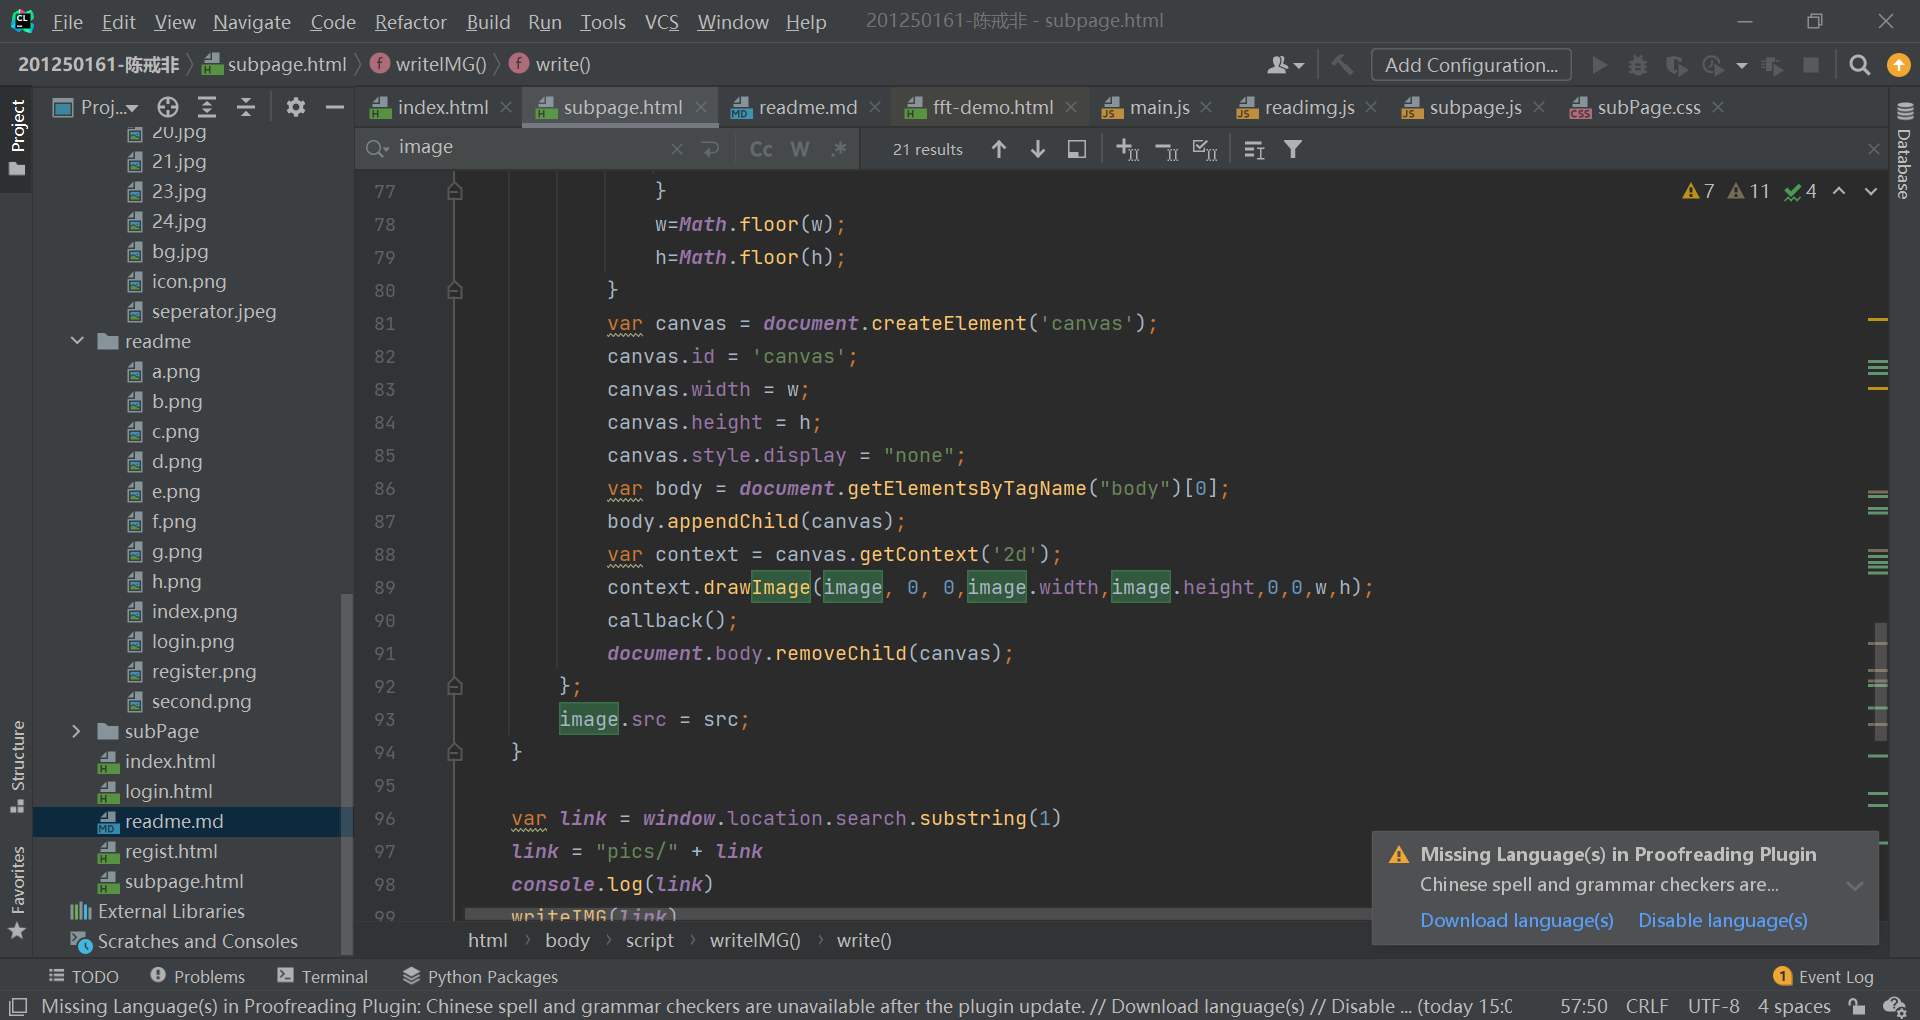 File Edit View Navigate Code Refactor Build Run Tools VCS Window Help 201250161-陈戒非 - subpage.html
201250161-陈戒非 subpage.html writeIMG() write() Add Configuration...
Project
Proj...
index.html subpage.html readme.md fft-demo.html main.js readimg.js subpage.js subPage.css
image Cc W .* 21 results
7 11 4
Database
20.jpg
21.jpg
23.jpg
24.jpg
bg.jpg
icon.png
seperator.jpeg
readme
a.png
b.png
c.png
d.png
e.png
f.png
g.png
h.png
index.png
login.png
register.png
second.png
subPage
index.html
login.html
readme.md
regist.html
subpage.html
External Libraries
Scratches and Consoles
Structure
Favorites
77 }
78 w=Math.floor(w);
79 h=Math.floor(h);
80 }
81 var canvas = document.createElement('canvas');
82 canvas.id = 'canvas';
83 canvas.width = w;
84 canvas.height = h;
85 canvas.style.display = "none";
86 var body = document.getElementsByTagName("body")[0];
87 body.appendChild(canvas);
88 var context = canvas.getContext('2d');
89 context.drawImage(image, 0, 0,image.width,image.height,0,0,w,h);
90 callback();
91 document.body.removeChild(canvas);
92 };
93 image.src = src;
94 }
95
96 var link = window.location.search.substring(1)
97 link = "pics/" + link
98 console.log(link)
99 writeIMG(link)
html body script writeIMG() write()
Missing Language(s) in Proofreading Plugin
Chinese spell and grammar checkers are...
Download language(s) Disable language(s)
TODO Problems Terminal Python Packages 1 Event Log
Missing Language(s) in Proofreading Plugin: Chinese spell and grammar checkers are unavailable after the plugin update. // Download language(s) // Disable ... (today 15:0 57:50 CRLF UTF-8 4 spaces